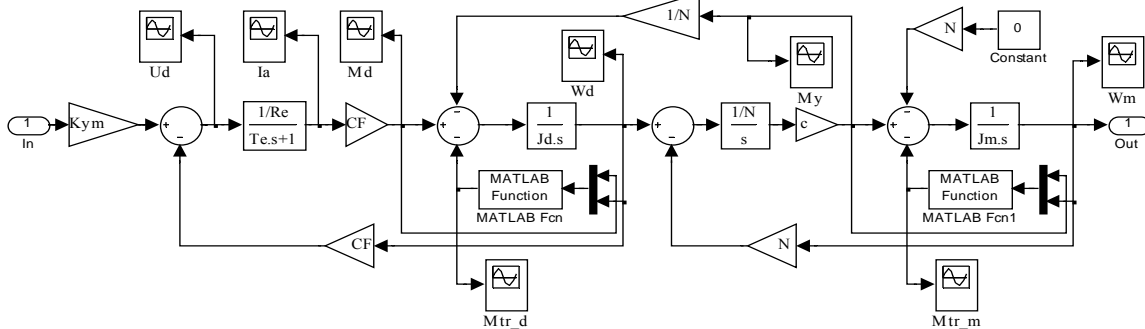 1
In
Kym
+
−
Ud
1/Re
Te.s+1
Ia
CF
Md
CF
+
−
−
1/N
Wd
1
Jd.s
MATLAB
Function
MATLAB Fcn
Mtr_d
+
−
1/N
s
c
My
N
+
−
−
N
0
Constant
1
Jm.s
MATLAB
Function
MATLAB Fcn1
Mtr_m
Wm
1
Out